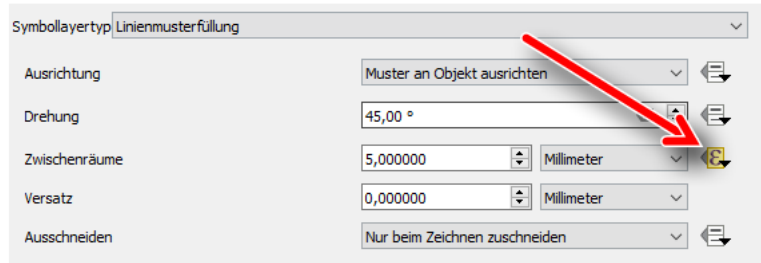 Symbollayertyp Linienmusterfüllung
Ausrichtung Muster an Objekt ausrichten
Drehung 45,00 °
Zwischenräume 5,000000 Millimeter
Versatz 0,000000 Millimeter
Ausschneiden Nur beim Zeichnen zuschneiden